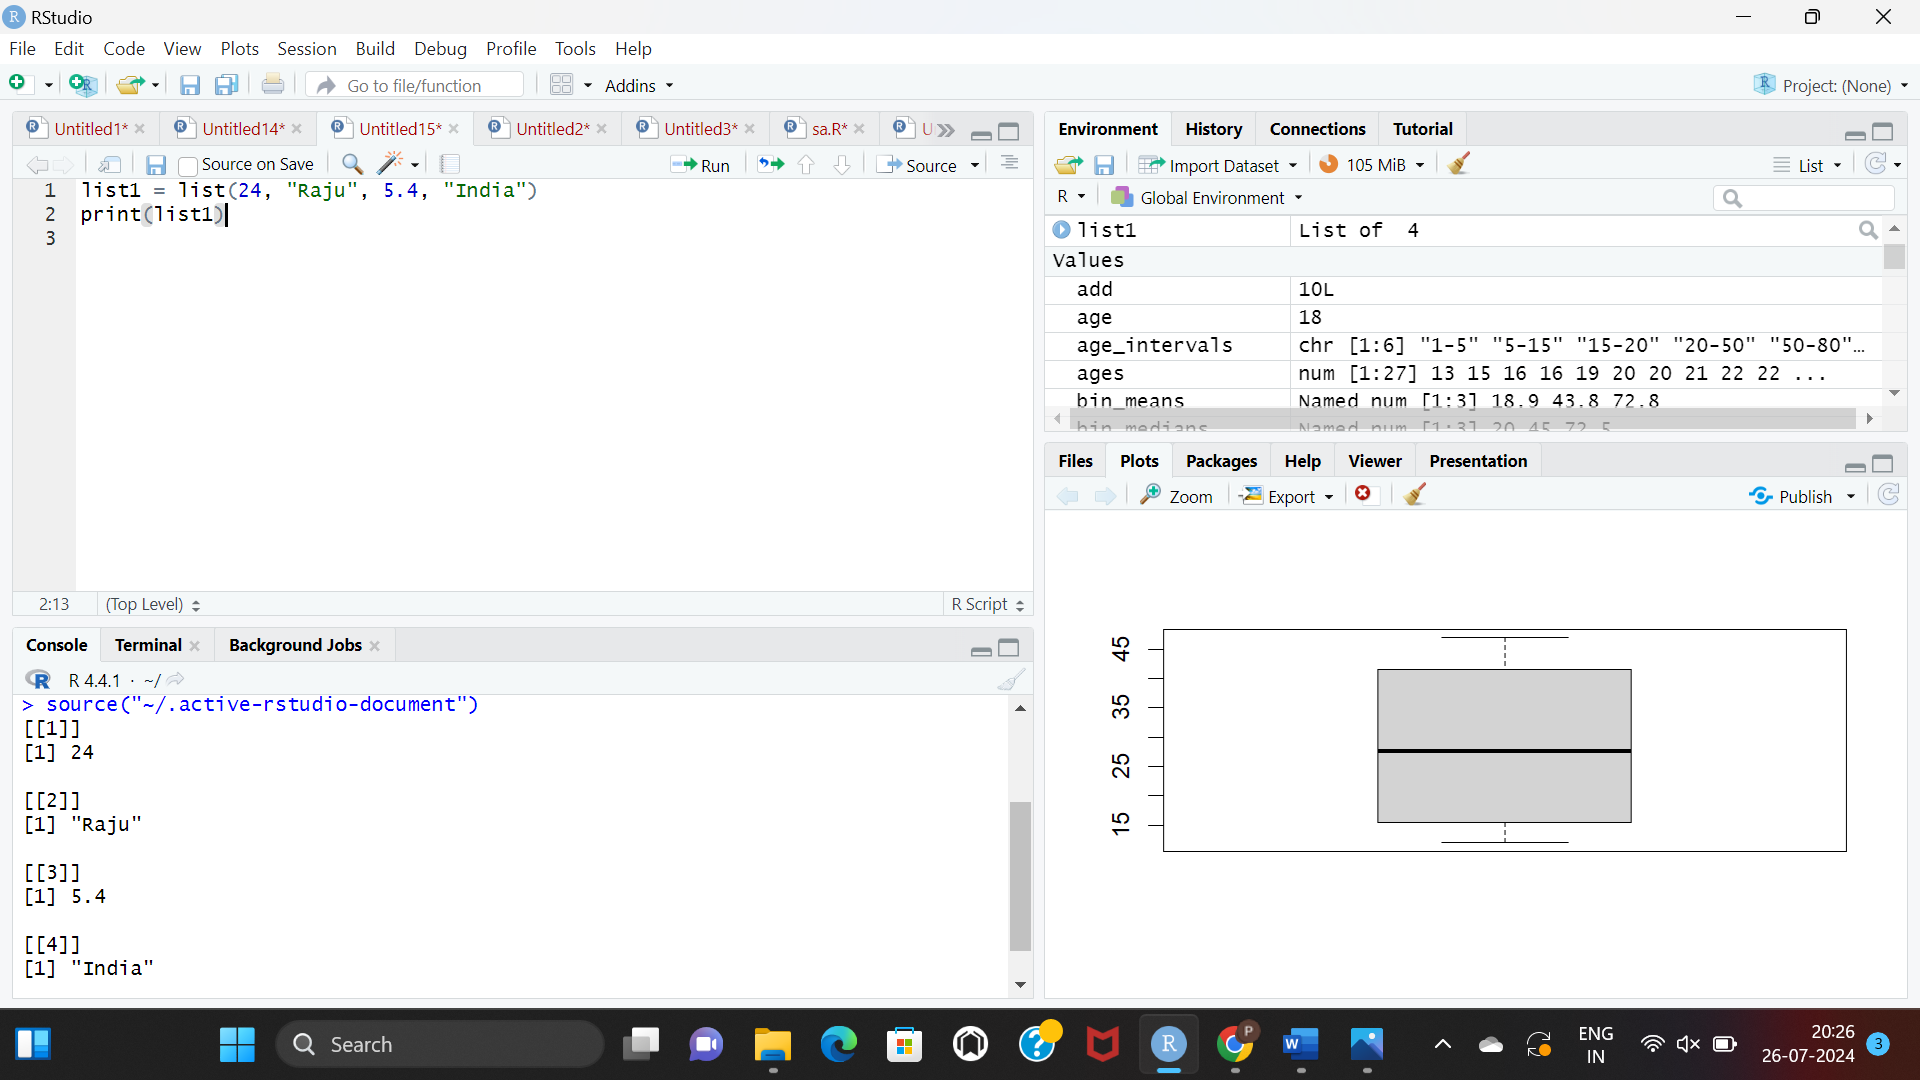 RStudio
File Edit Code View Plots Session Build Debug Profile Tools Help
Go to file/function Addins Project: (None)
Untitled1* Untitled14* Untitled15* Untitled2* Untitled3* sa.R* U
Source on Save Run Source
1 list1 = list(24, "Raju", 5.4, "India")
2 print(list1)
3
2:13 (Top Level) R Script
Console Terminal Background Jobs
R 4.4.1 · ~/
> source("~/.active-rstudio-document")
[[1]]
[1] 24
[[2]]
[1] "Raju"
[[3]]
[1] 5.4
[[4]]
[1] "India"
Environment History Connections Tutorial
Import Dataset 105 MiB List
R Global Environment
list1 List of 4
Values
add 10L
age 18
age_intervals chr [1:6] "1-5" "5-15" "15-20" "20-50" "50-80"…
ages num [1:27] 13 15 16 16 19 20 20 21 22 22 ...
bin_means Named num [1:3] 18.9 43.8 72.8
bin_medians Named num [1:3] 20 45 72.5
Files Plots Packages Help Viewer Presentation
Zoom Export Publish
45
35
25
15
Search
ENG
IN
20:26
26-07-2024
3